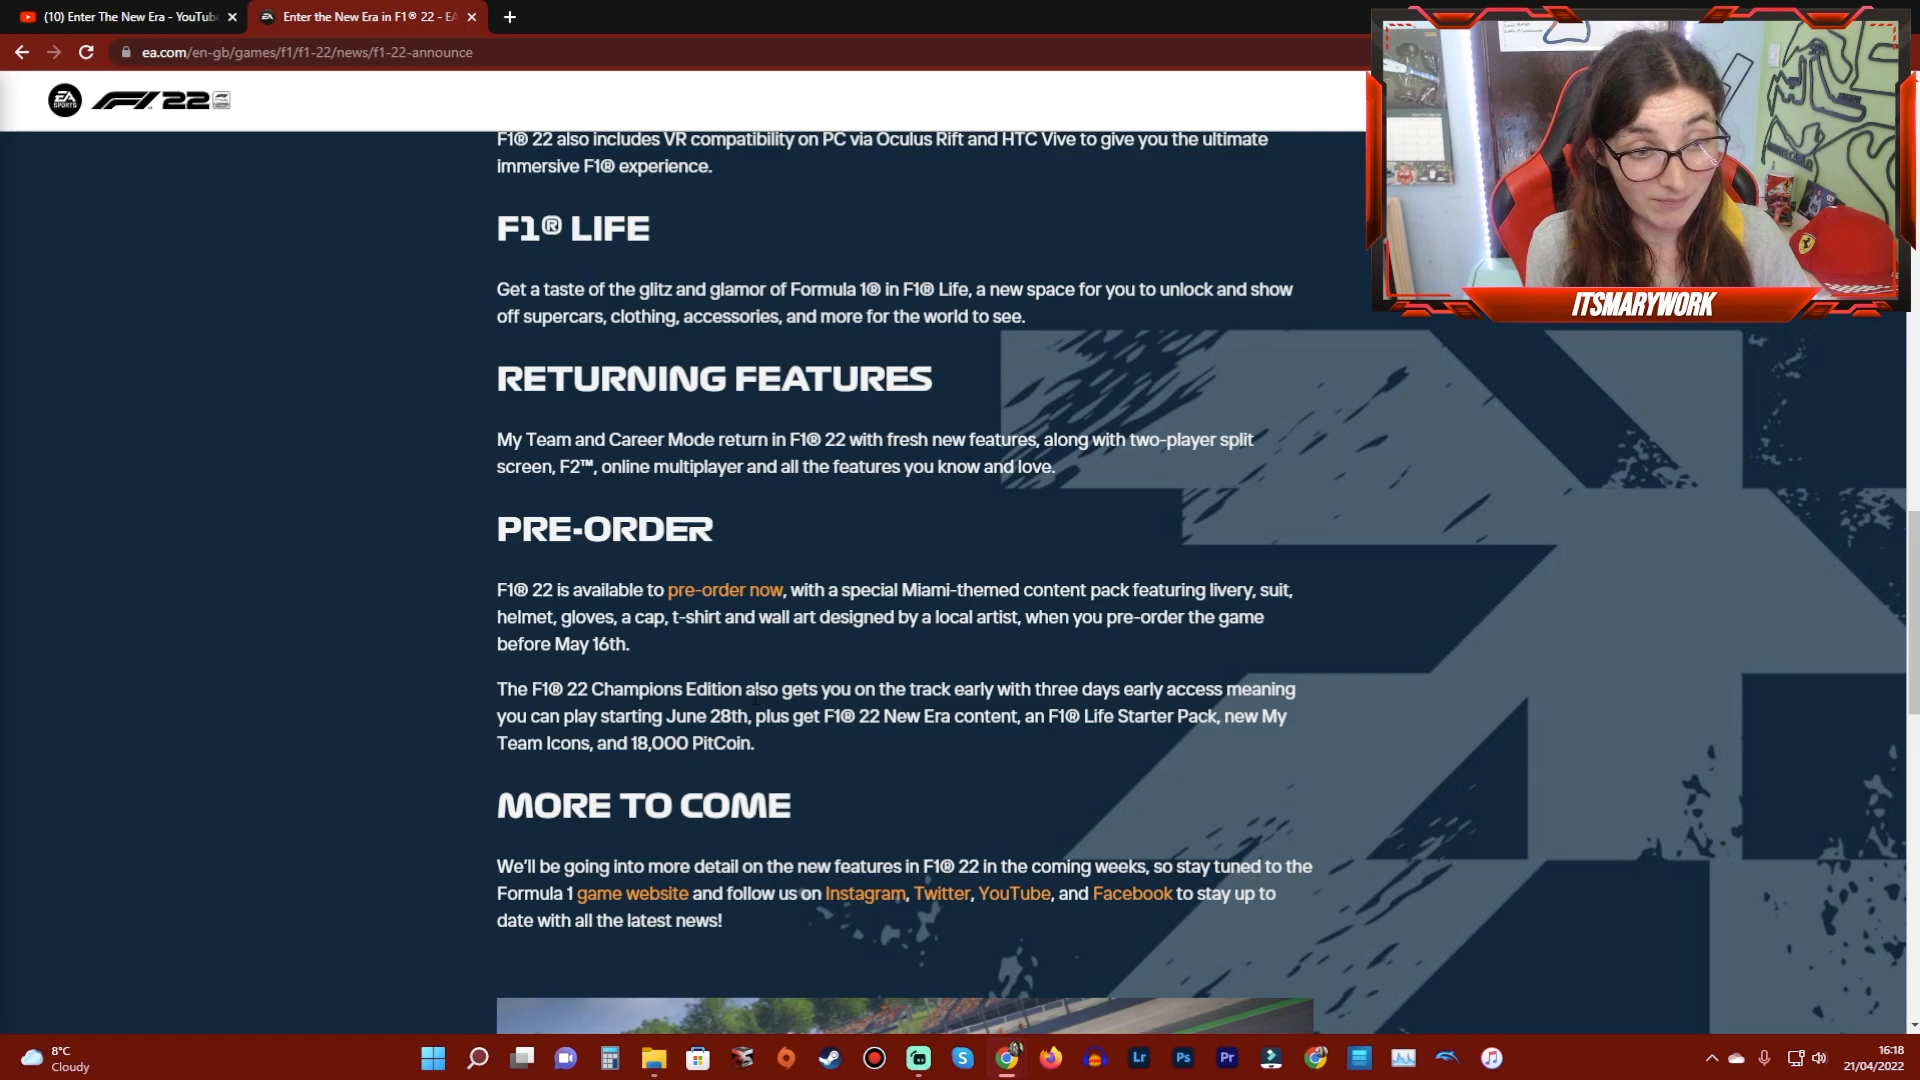 (10) Enter The New Era - YouTube
Enter the New Era in F1® 22 - EA
ea.com/en-gb/games/f1/f1-22/news/f1-22-announce
EA SPORTS F1 22
F1® 22 also includes VR compatibility on PC via Oculus Rift and HTC Vive to give you the ultimate
immersive F1® experience.
F1® LIFE
Get a taste of the glitz and glamor of Formula 1® in F1® Life, a new space for you to unlock and show
off supercars, clothing, accessories, and more for the world to see.
RETURNING FEATURES
My Team and Career Mode return in F1® 22 with fresh new features, along with two-player split
screen, F2™, online multiplayer and all the features you know and love.
PRE-ORDER
F1® 22 is available to pre-order now, with a special Miami-themed content pack featuring livery, suit,
helmet, gloves, a cap, t-shirt and wall art designed by a local artist, when you pre-order the game
before May 16th.
The F1® 22 Champions Edition also gets you on the track early with three days early access meaning
you can play starting June 28th, plus get F1® 22 New Era content, an F1® Life Starter Pack, new My
Team Icons, and 18,000 PitCoin.
MORE TO COME
We'll be going into more detail on the new features in F1® 22 in the coming weeks, so stay tuned to the
Formula 1 game website and follow us on Instagram, Twitter, YouTube, and Facebook to stay up to
date with all the latest news!
ITSMARYWORK
8°C
Cloudy
Lr
Ps
Pr
16:18
21/04/2022